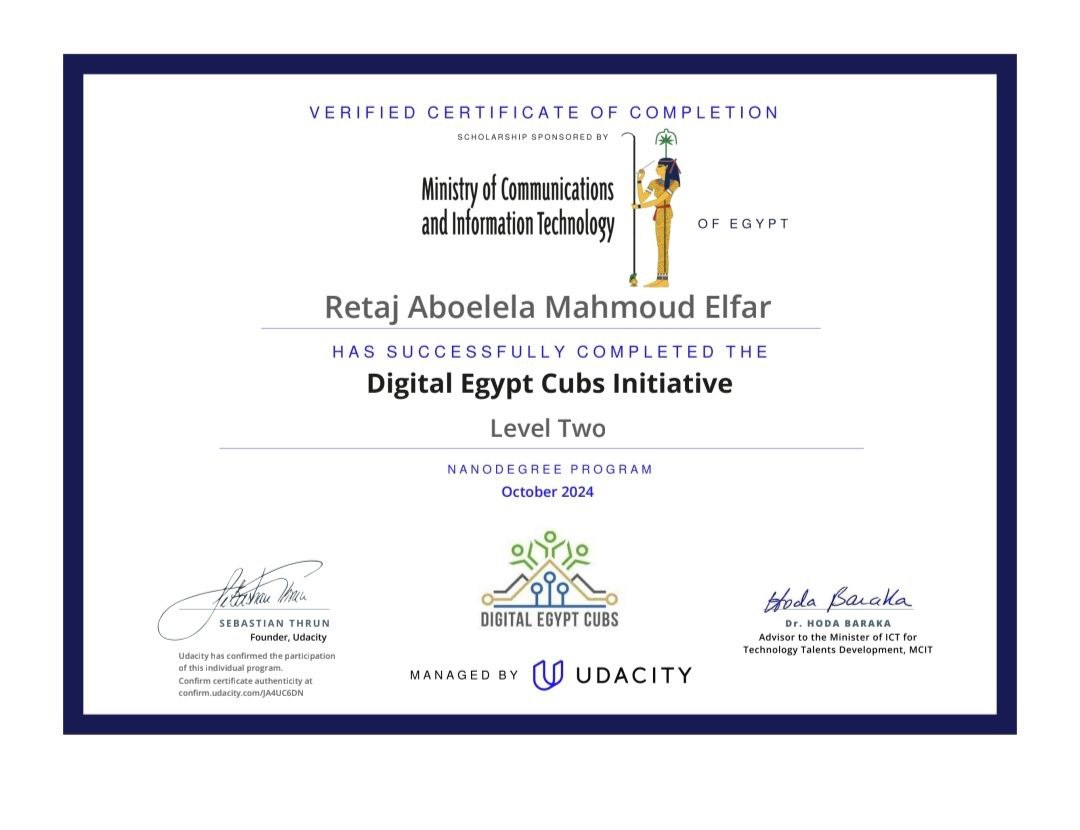 VERIFIED CERTIFICATE OF COMPLETION
SCHOLARSHIP SPONSORED BY
Ministry of Communications
and Information Technology
OF EGYPT
Retaj Aboelela Mahmoud Elfar
HAS SUCCESSFULLY COMPLETED THE
Digital Egypt Cubs Initiative
Level Two
NANODEGREE PROGRAM
October 2024
DIGITAL EGYPT CUBS
Sebastian Thrun
SEBASTIAN THRUN
Founder, Udacity
Udacity has confirmed the participation
of this individual program.
Confirm certificate authenticity at
confirm.udacity.com/JA4UC6DN
MANAGED BY UDACITY
Hoda Baraka
Dr. HODA BARAKA
Advisor to the Minister of ICT for
Technology Talents Development, MCIT